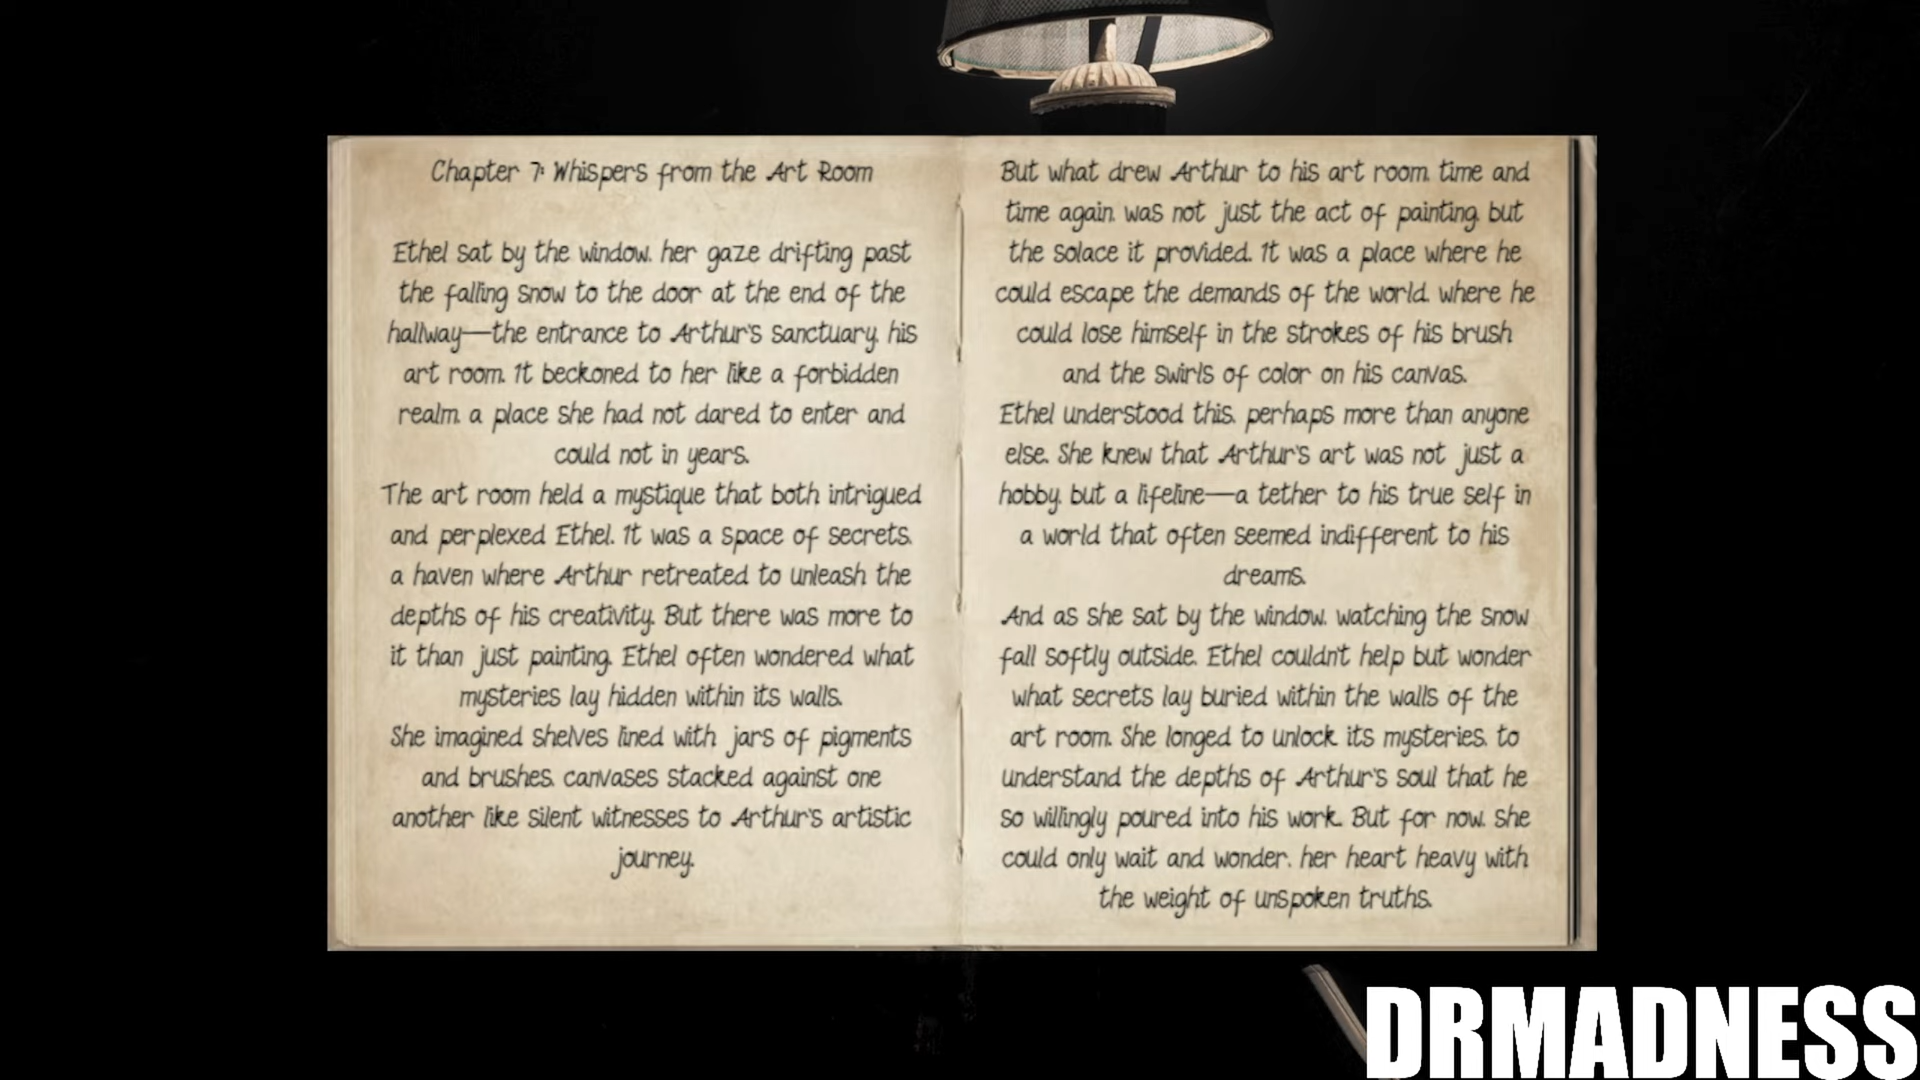 Chapter 7: Whispers from the Art Room
Ethel sat by the window, her gaze drifting past
the falling snow to the door at the end of the
hallway—the entrance to Arthur's sanctuary, his
art room. It beckoned to her like a forbidden
realm, a place she had not dared to enter and
could not in years.
The art room held a mystique that both intrigued
and perplexed Ethel. It was a space of secrets,
a haven where Arthur retreated to unleash the
depths of his creativity. But there was more to
it than just painting. Ethel often wondered what
mysteries lay hidden within its walls.
She imagined shelves lined with jars of pigments
and brushes, canvases stacked against one
another like silent witnesses to Arthur's artistic
journey.
But what drew Arthur to his art room, time and
time again, was not just the act of painting, but
the solace it provided. It was a place where he
could escape the demands of the world, where he
could lose himself in the strokes of his brush
and the swirls of color on his canvas.
Ethel understood this, perhaps more than anyone
else. She knew that Arthur's art was not just a
hobby, but a lifeline—a tether to his true self in
a world that often seemed indifferent to his
dreams.
And as she sat by the window, watching the snow
fall softly outside, Ethel couldn't help but wonder
what secrets lay buried within the walls of the
art room. She longed to unlock its mysteries, to
understand the depths of Arthur's soul that he
so willingly poured into his work. But for now, she
could only wait and wonder, her heart heavy with
the weight of unspoken truths.
DRMADNESS